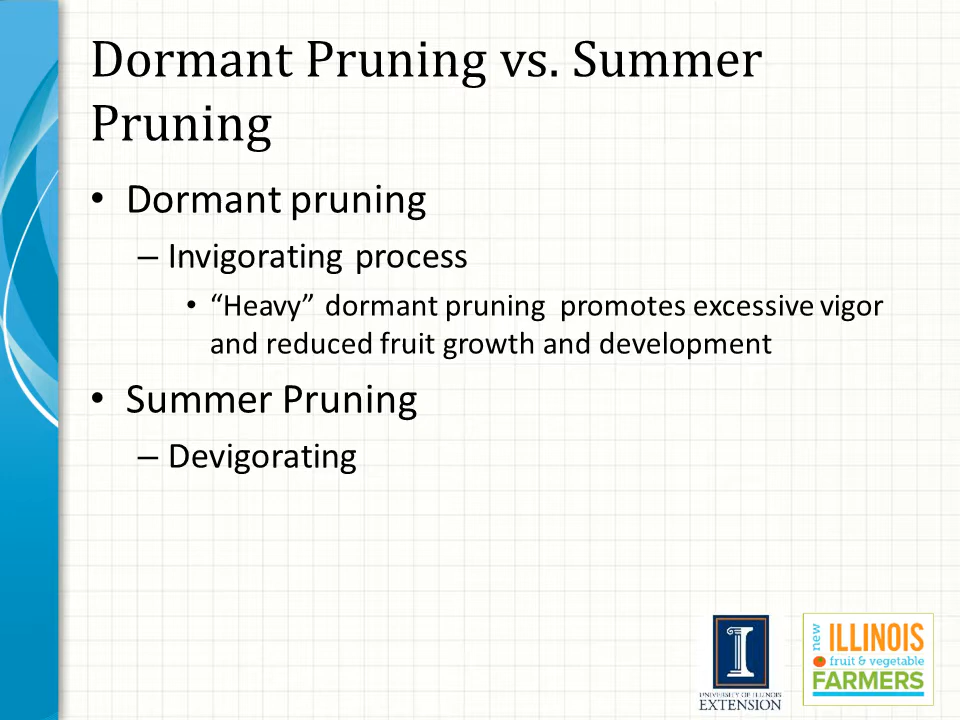 Dormant Pruning vs. Summer
Pruning
• Dormant pruning
– Invigorating process
• “Heavy” dormant pruning promotes excessive vigor
and reduced fruit growth and development
• Summer Pruning
– Devigorating
I
UNIVERSITY OF ILLINOIS
EXTENSION
new
ILLINOIS
fruit & vegetable
FARMERS